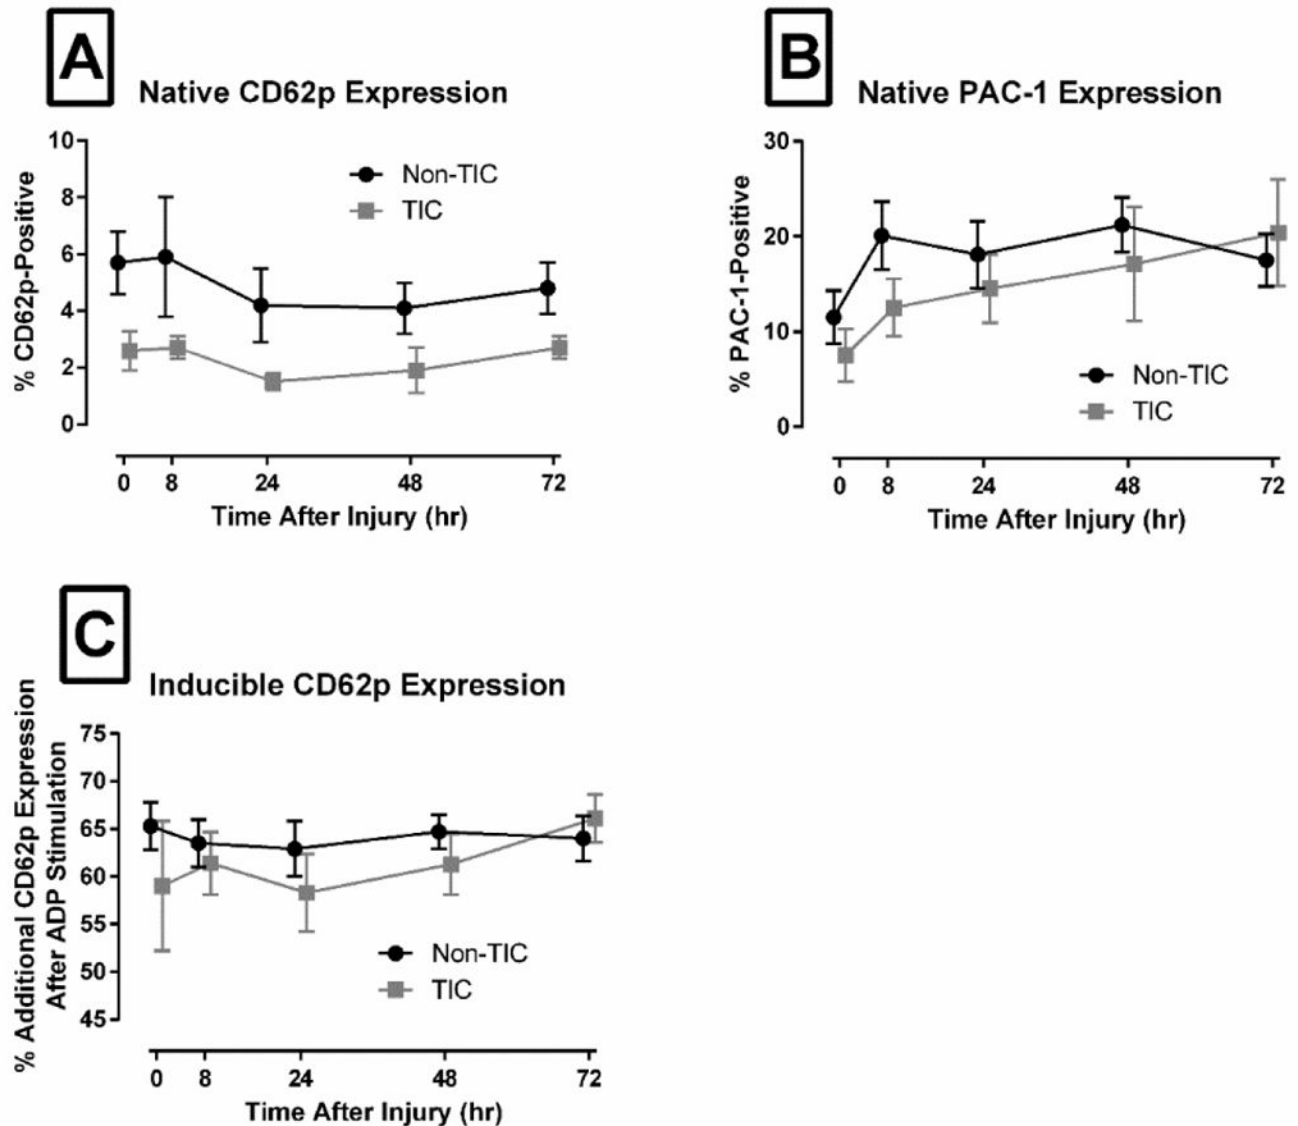 A
Native CD62p Expression
% CD62p-Positive
10
8
6
4
2
0
Non-TIC
TIC
0 8 24 48 72
Time After Injury (hr)
B
Native PAC-1 Expression
% PAC-1-Positive
30
20
10
0
Non-TIC
TIC
0 8 24 48 72
Time After Injury (hr)
C
Inducible CD62p Expression
% Additional CD62p Expression
After ADP Stimulation
75
70
65
60
55
50
45
Non-TIC
TIC
0 8 24 48 72
Time After Injury (hr)